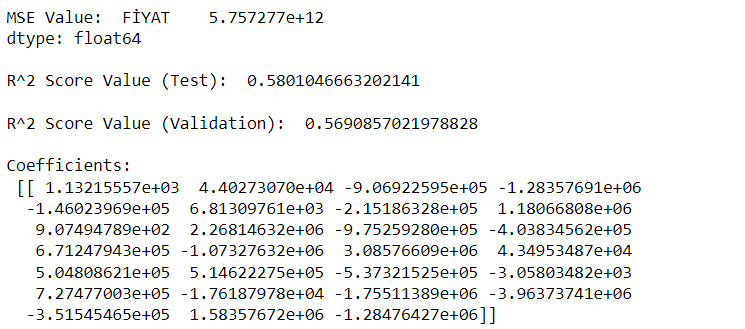 MSE Value:  FİYAT    5.757277e+12
dtype: float64
R^2 Score Value (Test):  0.5801046663202141
R^2 Score Value (Validation):  0.5690857021978828
Coefficients:
[[ 1.13215557e+03  4.40273070e+04 -9.06922595e+05 -1.28357691e+06
-1.46023969e+05  6.81309761e+03 -2.15186328e+05  1.18066808e+06
9.07494789e+02  2.26814632e+06 -9.75259280e+05 -4.03834562e+05
6.71247943e+05 -1.07327632e+06  3.08576609e+06  4.34953487e+04
5.04808621e+05  5.14622275e+05 -5.37321525e+05 -3.05803482e+03
7.27477003e+05 -1.76187978e+04 -1.75511389e+06 -3.96373741e+06
-3.51545465e+05  1.58357672e+06 -1.28476427e+06]]